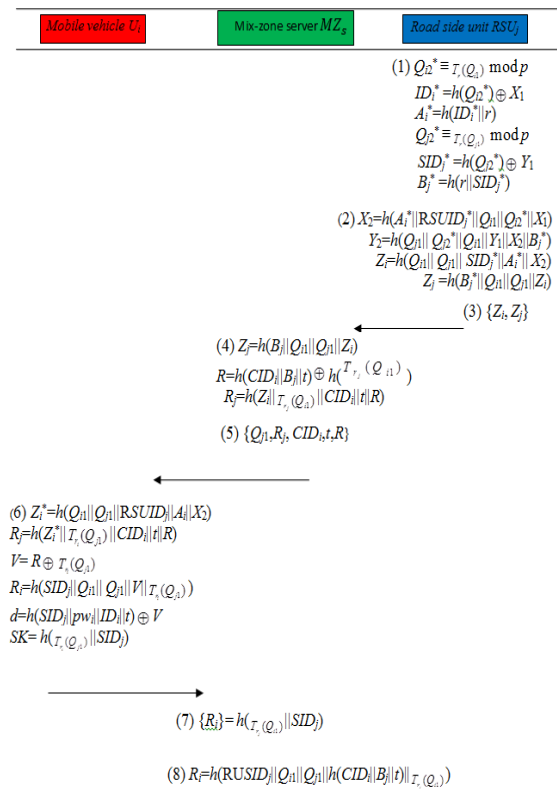 Mobile vehicle Ui
Mix-zone server MZs
Road side unit RSUj
(1) Qi2* ≡ Tr(Qi1) mod p
IDi* =h(Qi2*)⊕ X1
Ai*=h(IDi*||r)
Qj2* ≡ Tr(Qj1) mod p
SIDj* =h(Qj2*)⊕ Y1
Bj*=h(r||SIDj*)
(2) X2=h(Ai*||RSUIDj*||Qj1||Qi2*||X1)
Y2=h(Qj1|| Qj2*||Qi1||Y1||X2||Bj*)
Zi=h(Qi1|| Qj1|| SIDj*||Ai*|| X2)
Zj =h(Bj*||Qi1||Qj1||Zi)
(3) {Zi, Zj}
(4) Zj=h(Bj||Qi1||Qj1||Zi)
R=h(CIDi||Bj||t)⊕ h(Trj(Qi1))
Rj=h(Zi||Trj(Qi1)||CIDi||t||R)
(5) {Qj1,Rj, CIDi,t,R}
(6) Zi*=h(Qi1||Qj1||RSUIDj||Ai||X2)
Rj=h(Zi*||Tri(Qj1)||CIDi||t||R)
V= R ⊕ Tri(Qj1)
Ri=h(SIDj||Qi1|| Qj1||V||Tri(Qj1))
d=h(SIDj||pwi||IDi||t) ⊕ V
SK= h(Tri(Qj1)||SIDj)
(7) {Ri}= h(Trj(Qi1)||SIDj)
(8) Ri=h(RUSIDj||Qi1||Qj1||h(CIDi||Bj||t)||Trj(Qi1))